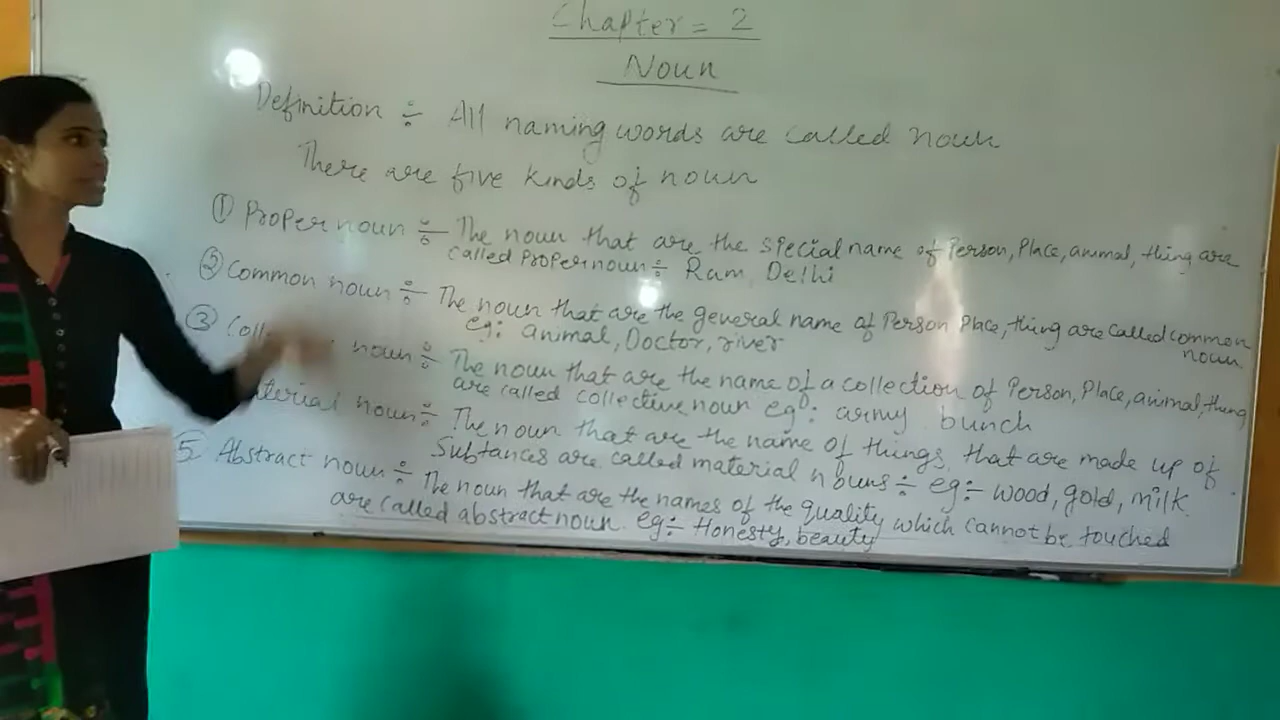 Chapter = 2
Noun
Definition ÷ All naming words are called noun
There are five kinds of noun
① Proper noun ÷ The noun that are the special name of Person, Place, animal, thing are
called Proper noun ÷ Ram, Delhi
② Common noun ÷ The noun that are the general name of Person Place, thing are called common
noun
eg: animal, Doctor, river
③ Coll noun ÷ The noun that are the name of a collection of Person, Place, animal, thing
are called collective noun eg: army bunch
terial noun ÷ The noun that are the name of things that are made up of
Substances are called material nouns ÷ eg ÷ wood, gold, milk
⑤ Abstract noun ÷ The noun that are the names of the quality which cannot be touched
are called abstract noun. eg ÷ Honesty, beauty